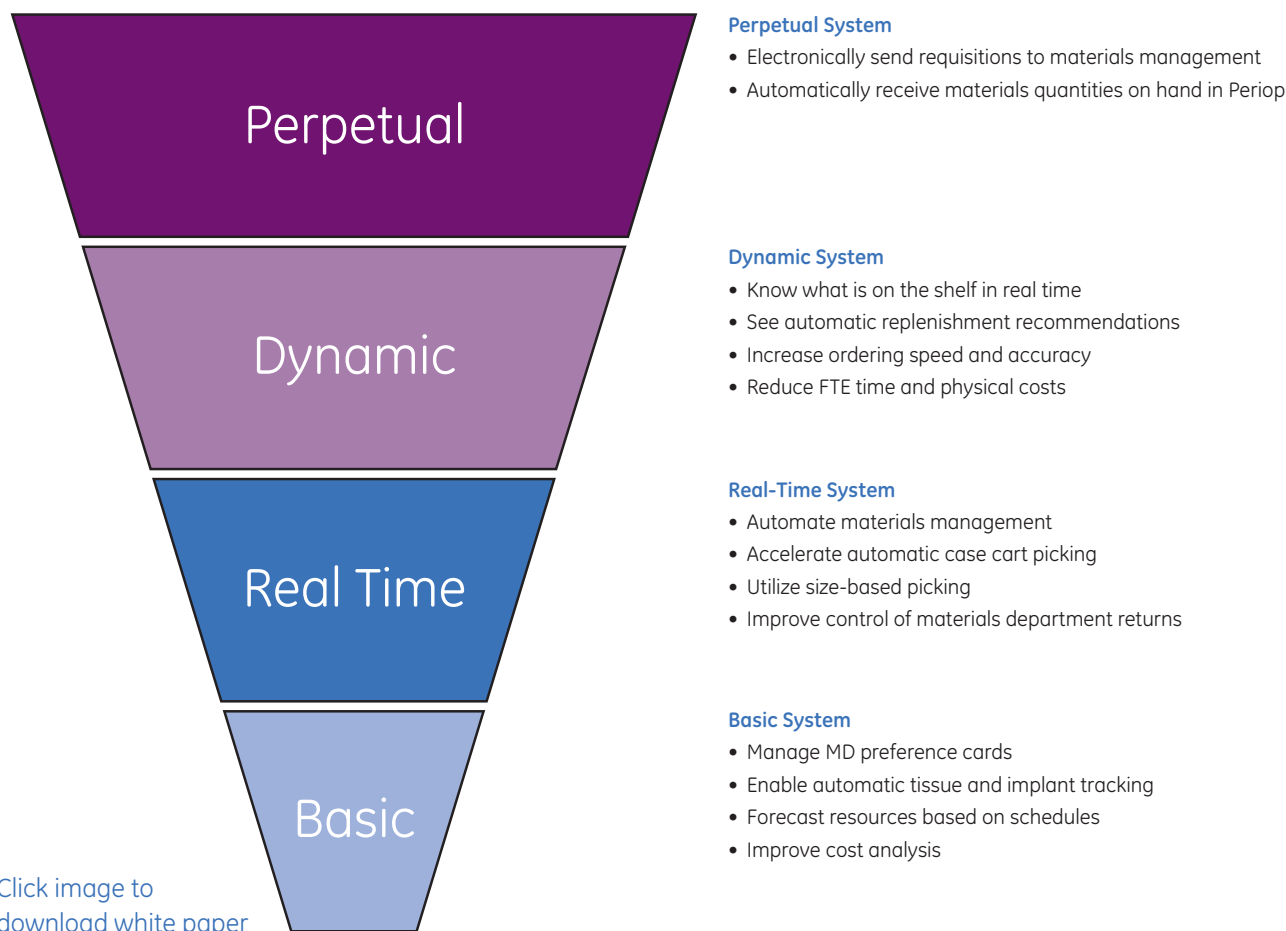 Perpetual
Perpetual System
• Electronically send requisitions to materials management
• Automatically receive materials quantities on hand in Periop
Dynamic
Dynamic System
• Know what is on the shelf in real time
• See automatic replenishment recommendations
• Increase ordering speed and accuracy
• Reduce FTE time and physical costs
Real Time
Real-Time System
• Automate materials management
• Accelerate automatic case cart picking
• Utilize size-based picking
• Improve control of materials department returns
Basic
Basic System
• Manage MD preference cards
• Enable automatic tissue and implant tracking
• Forecast resources based on schedules
• Improve cost analysis
Click image to
download white paper